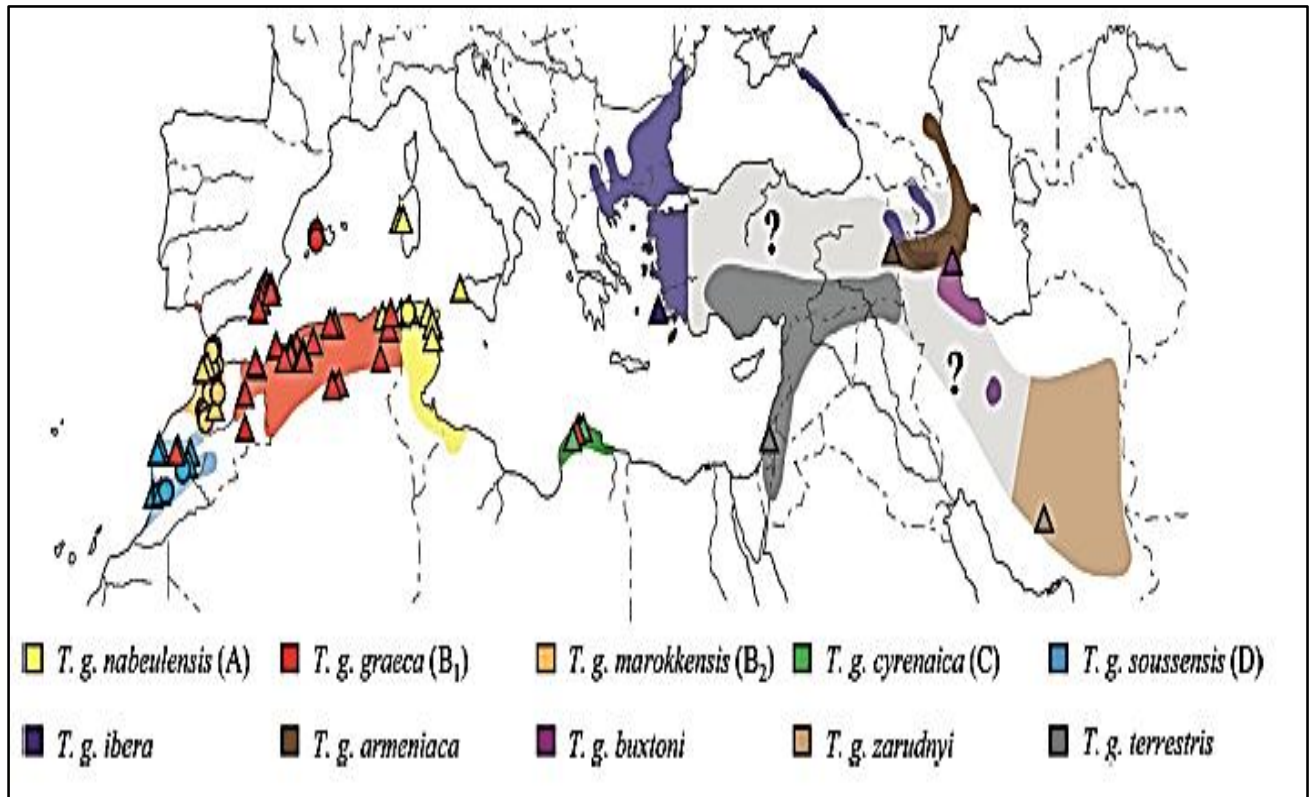 ?
?
T. g. nabeulensis (A) T. g. graeca (B₁) T. g. marokkensis (B₂) T. g. cyrenaica (C) T. g. soussensis (D)
T. g. ibera T. g. armeniaca T. g. buxtoni T. g. zarudnyi T. g. terrestris